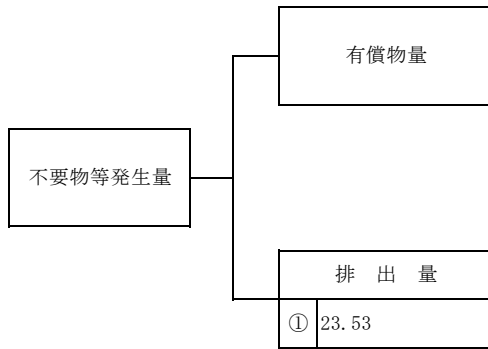 有償物量
不要物等発生量
排 出 量
① 23.53